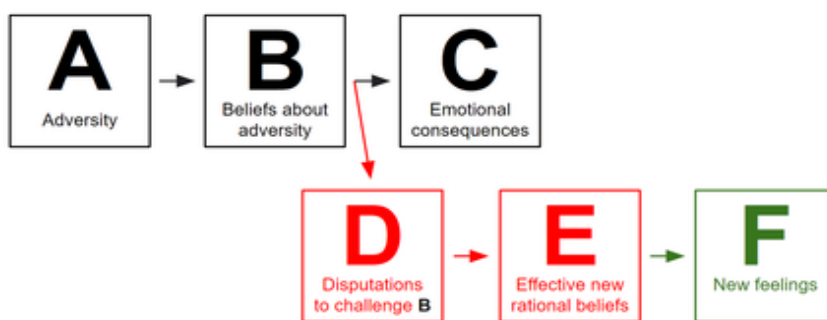 A
Adversity
B
Beliefs about
adversity
C
Emotional
consequences
D
Disputations
to challenge B
E
Effective new
rational beliefs
F
New feelings